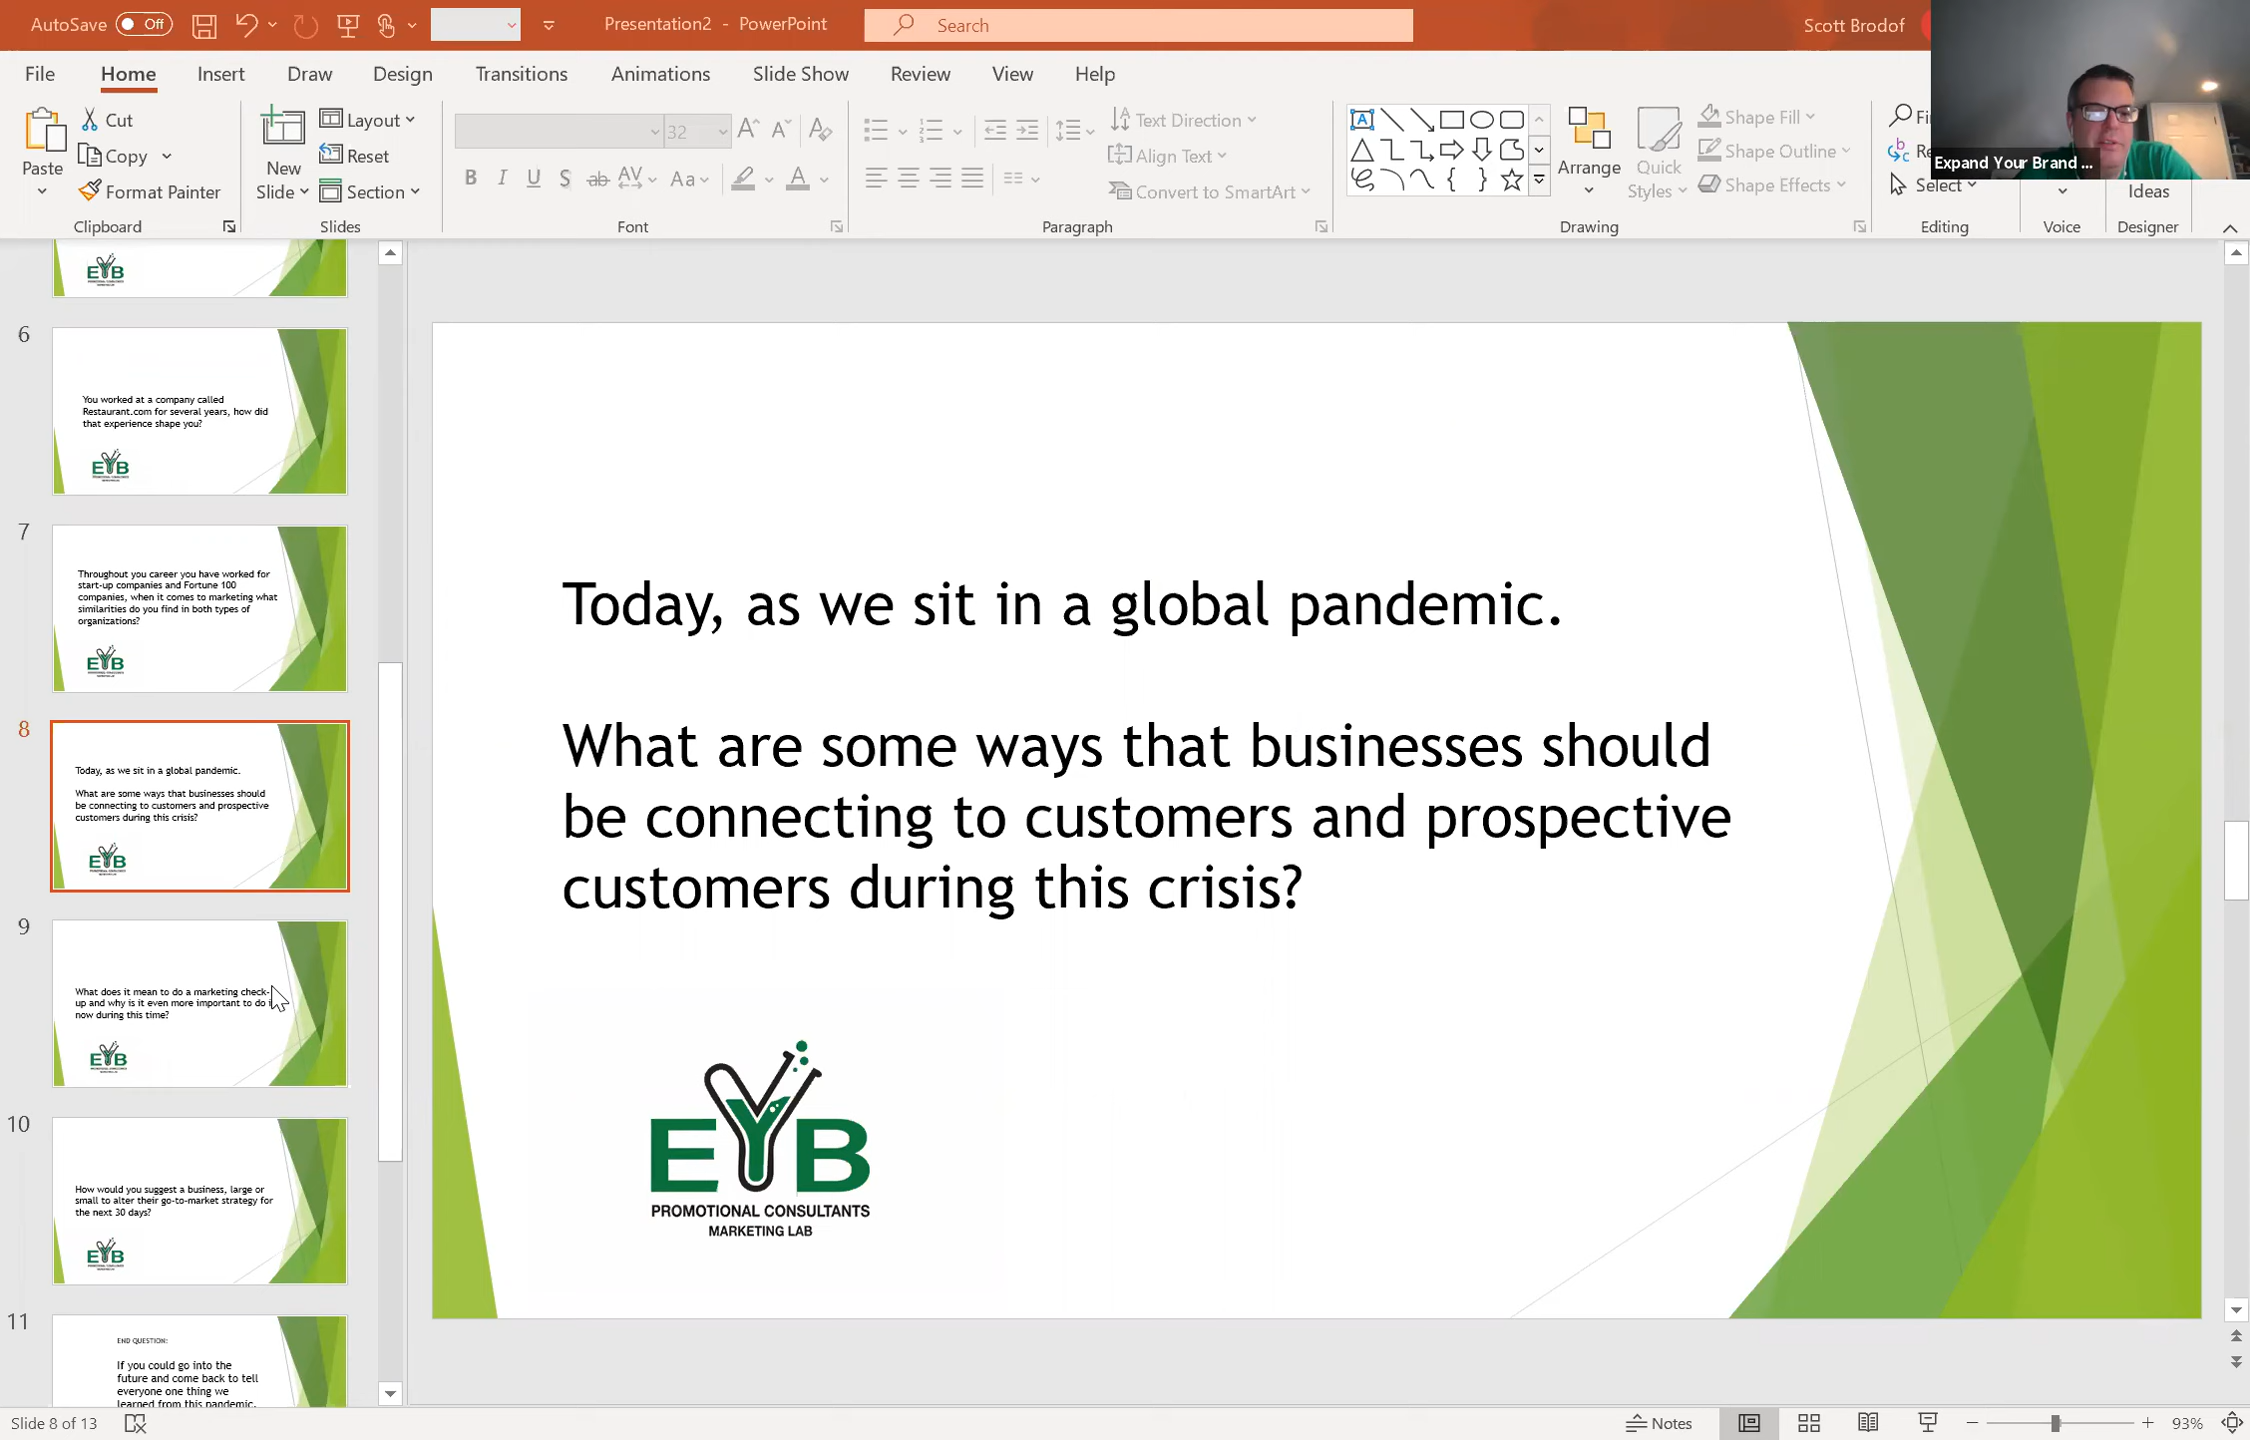 AutoSave Off
Presentation2 - PowerPoint
Search
Scott Brodof
File Home Insert Draw Design Transitions Animations Slide Show Review View Help
Paste
Cut
Copy
Format Painter
Clipboard
New
Slide
Layout
Reset
Section
Slides
32
B I U S ab AV Aa A
Font
Text Direction
Align Text
Convert to SmartArt
Paragraph
Arrange
Quick
Styles
Shape Fill
Shape Outline
Shape Effects
Drawing
Select
Editing
Voice
Ideas
Designer
Expand Your Brand ...
EYB
6
You worked at a company called
Restaurant.com for several years, how did
that experience shape you?
EYB
7
Throughout you career you have worked for
start-up companies and Fortune 100
companies, when it comes to marketing what
similarities do you find in both types of
organizations?
EYB
8
Today, as we sit in a global pandemic.
What are some ways that businesses should
be connecting to customers and prospective
customers during this crisis?
EYB
9
What does it mean to do a marketing check-
up and why is it even more important to do
now during this time?
EYB
10
How would you suggest a business, large or
small to alter their go-to-market strategy for
the next 30 days?
EYB
11
END QUESTION:
If you could go into the
future and come back to tell
everyone one thing we
learned from this pandemic,
Today, as we sit in a global pandemic.
What are some ways that businesses should
be connecting to customers and prospective
customers during this crisis?
EYB
PROMOTIONAL CONSULTANTS
MARKETING LAB
Slide 8 of 13
Notes
93%